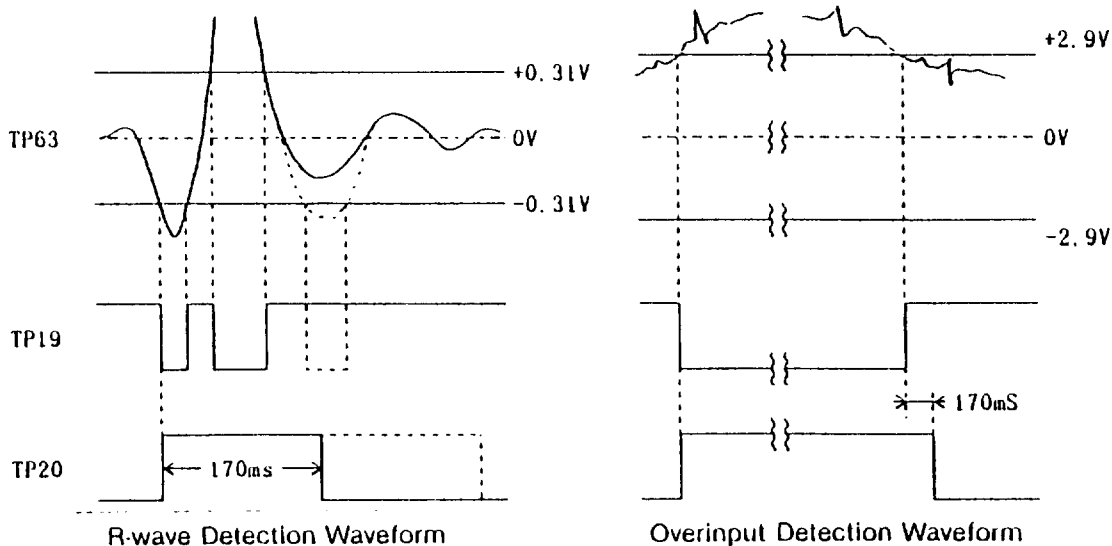 +0.31V
TP63
0V
-0.31V
TP19
TP20
170ms
R-wave Detection Waveform
+2.9V
0V
-2.9V
170mS
Overinput Detection Waveform